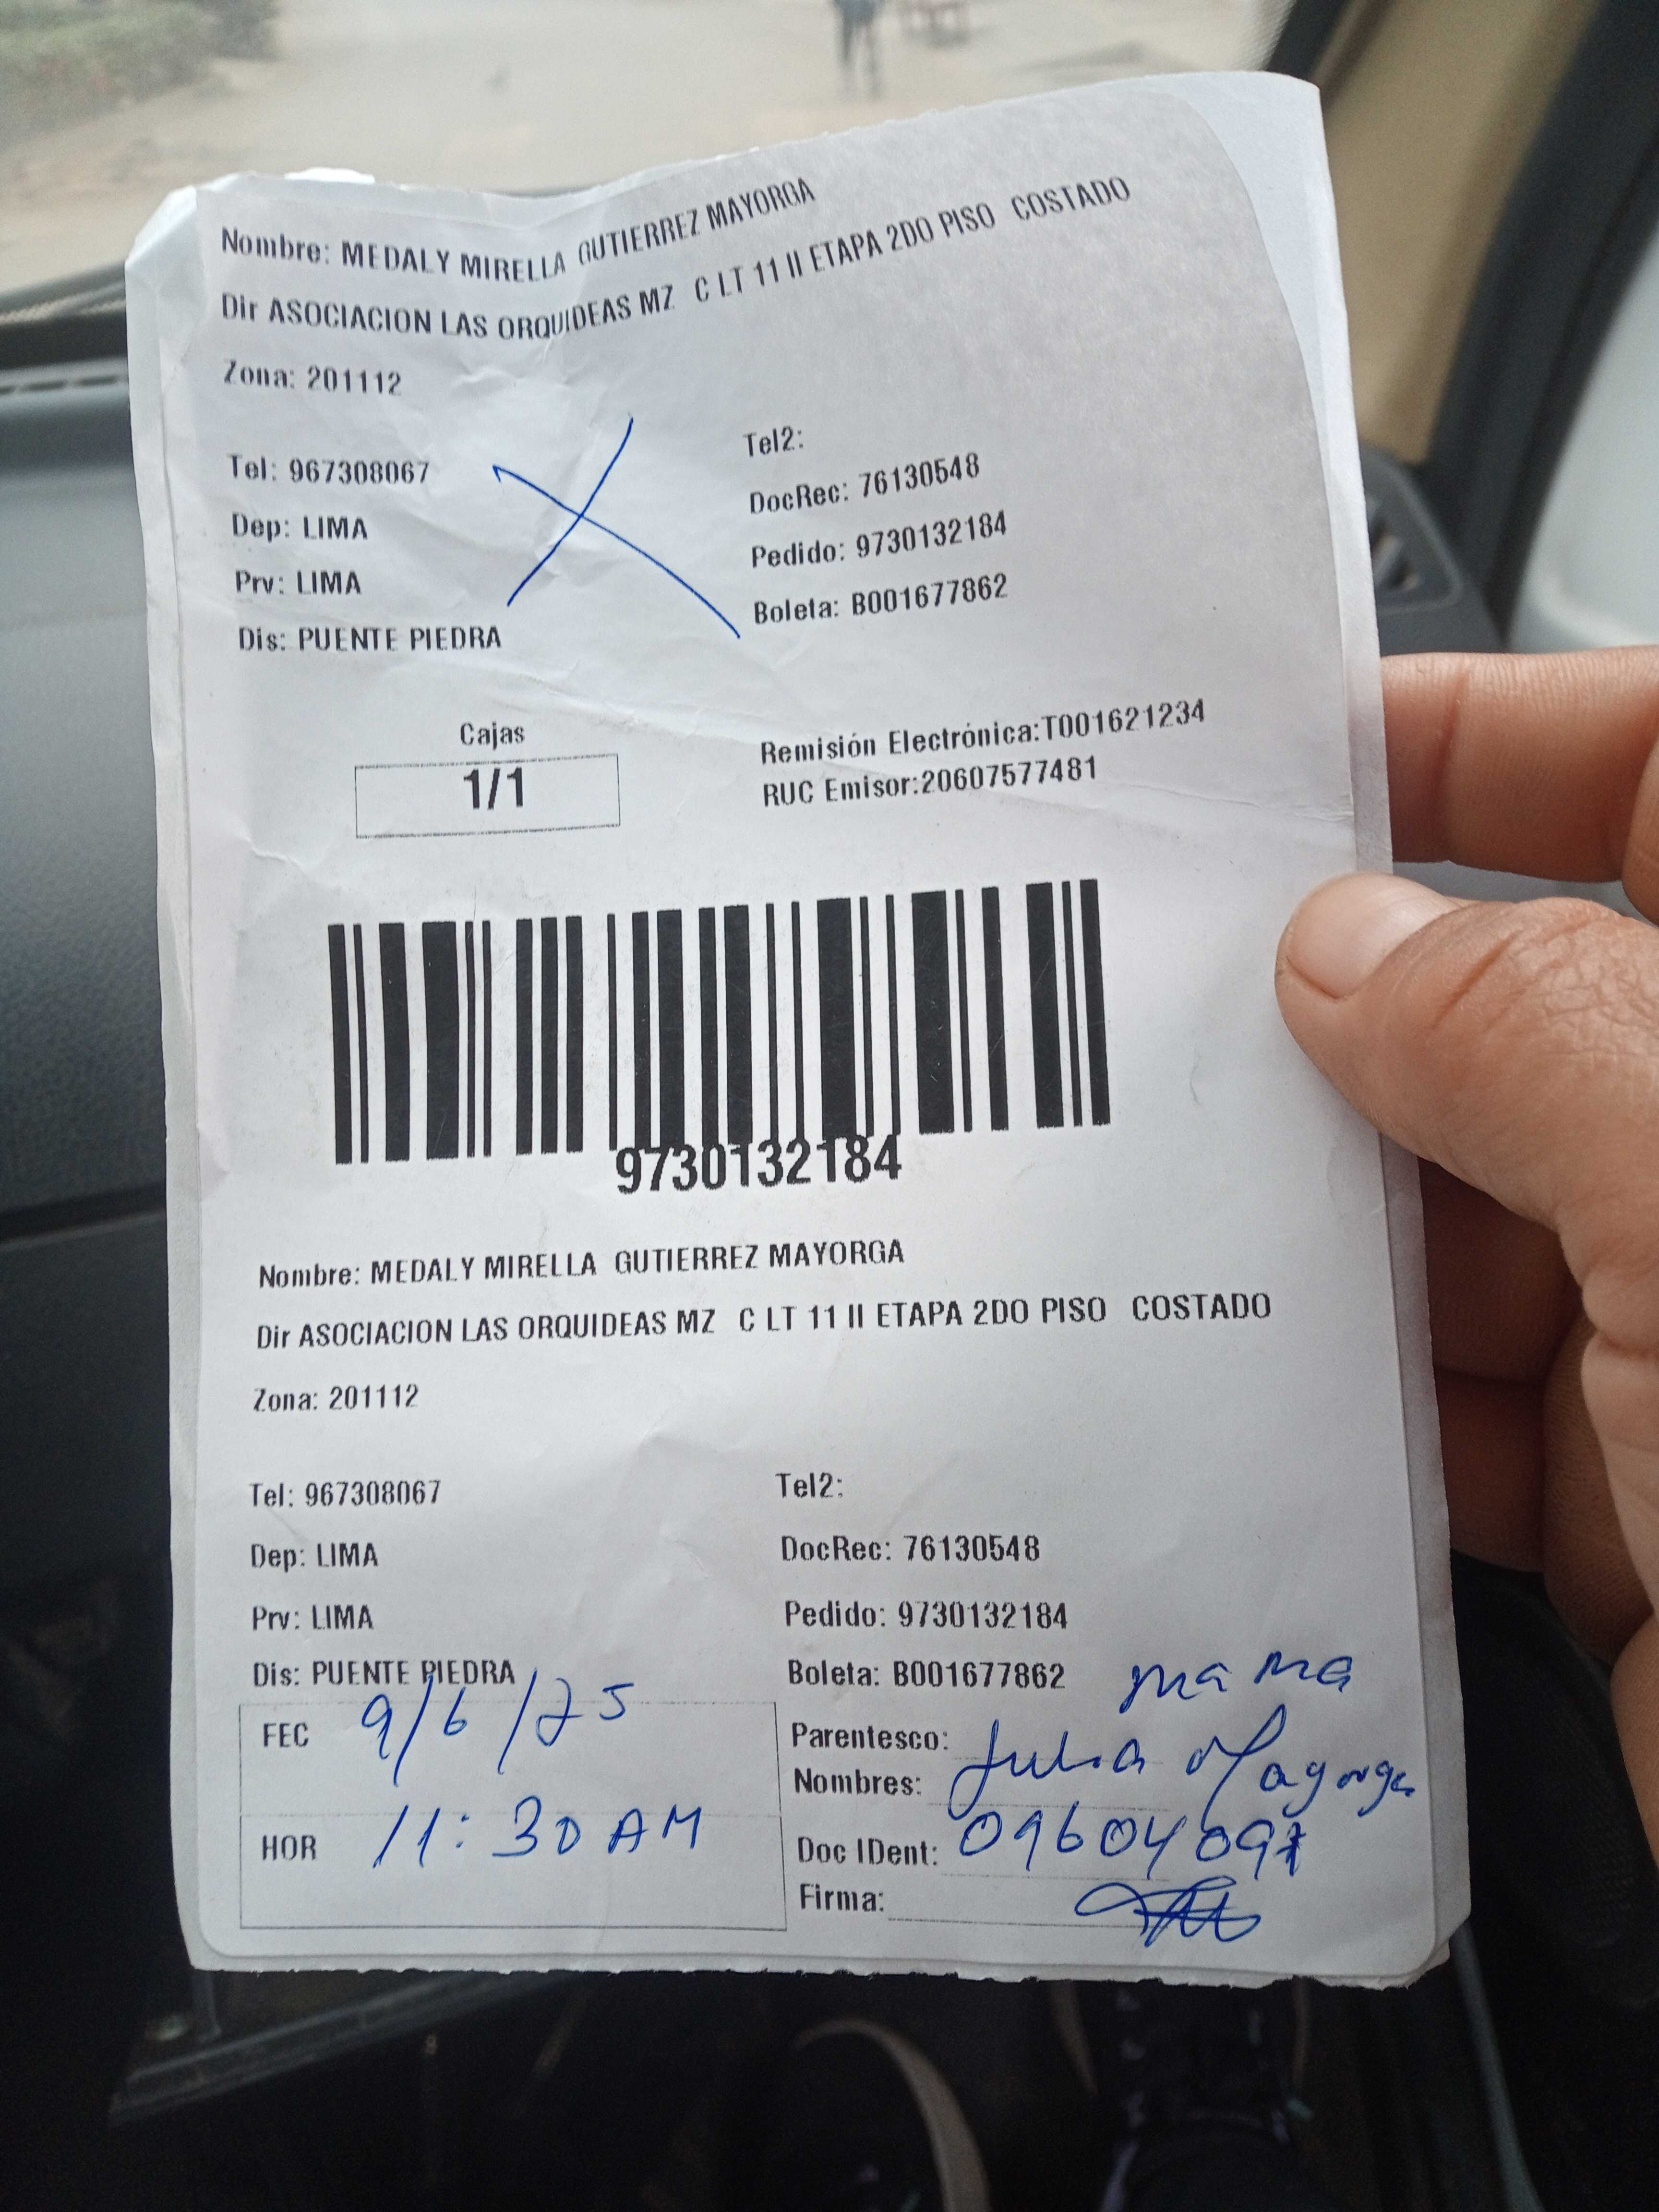 Nombre: MEDALY MIRELLA GUTIERREZ MAYORGA
Dir ASOCIACION LAS ORQUIDEAS MZ C LT 11 II ETAPA 2DO PISO COSTADO
Zona: 201112
Tel: 967308067
Tel2:
Dep: LIMA
DocRec: 76130548
Prv: LIMA
Pedido: 9730132184
Dis: PUENTE PIEDRA
Boleta: B001677862
Cajas
1/1
Remisión Electrónica:T001621234
RUC Emisor:20607577481
9730132184
Nombre: MEDALY MIRELLA GUTIERREZ MAYORGA
Dir ASOCIACION LAS ORQUIDEAS MZ C LT 11 II ETAPA 2DO PISO COSTADO
Zona: 201112
Tel: 967308067
Tel2:
Dep: LIMA
DocRec: 76130548
Prv: LIMA
Pedido: 9730132184
Dis: PUENTE PIEDRA
Boleta: B001677862
FEC 9/6/25
Parentesco: mama
Nombres: Julia Mayorga
HOR 11:30 AM
Doc IDent: 09604091
Firma: